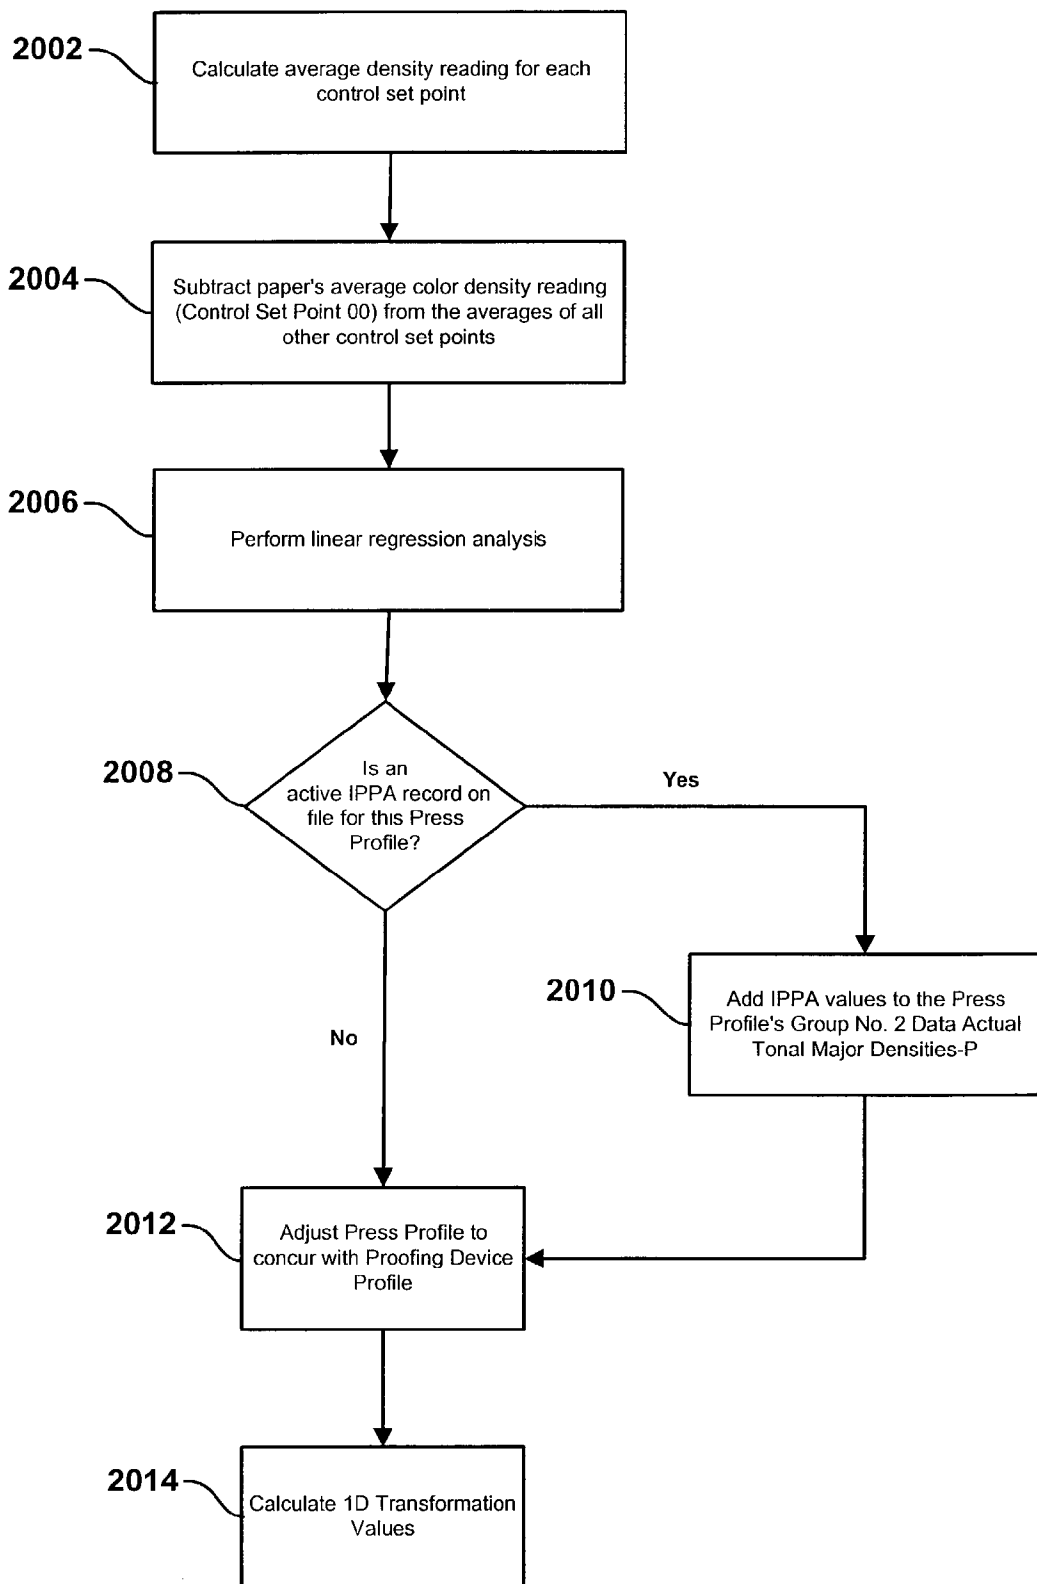 2002
Calculate average density reading for each
control set point
2004
Subtract paper's average color density reading
(Control Set Point 00) from the averages of all
other control set points
2006
Perform linear regression analysis
2008
Is an
active IPPA record on
file for this Press
Profile?
Yes
2010
Add IPPA values to the Press
Profile's Group No. 2 Data Actual
Tonal Major Densities-P
No
2012
Adjust Press Profile to
concur with Proofing Device
Profile
2014
Calculate 1D Transformation
Values